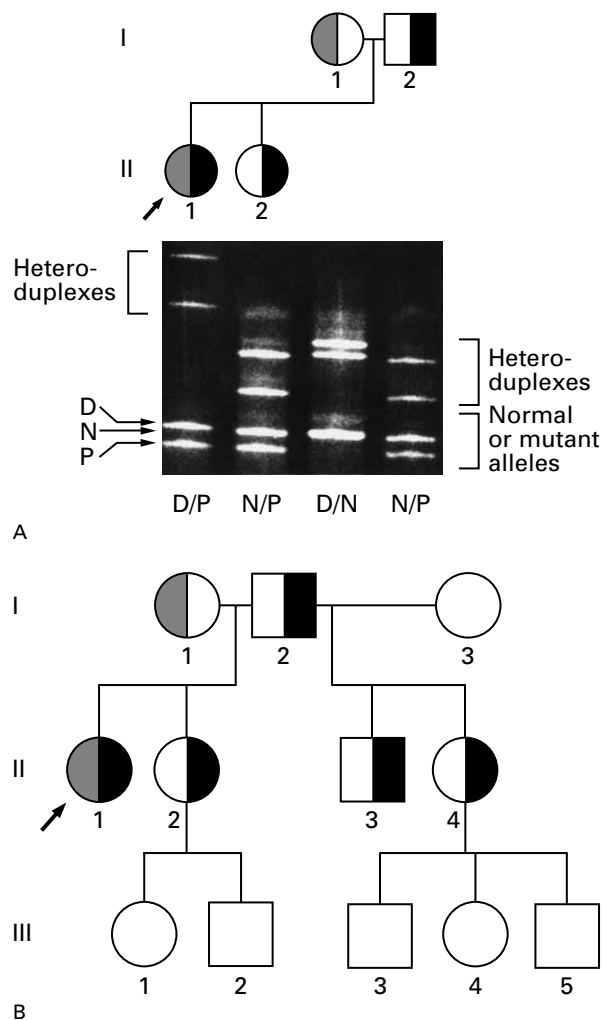 I
1 2
II
1 2
Hetero-
duplexes
D
N
P
Hetero-
duplexes
Normal
or mutant
alleles
D/P N/P D/N N/P
A
I
1 2 3
II
1 2 3 4
III
1 2 3 4 5
B